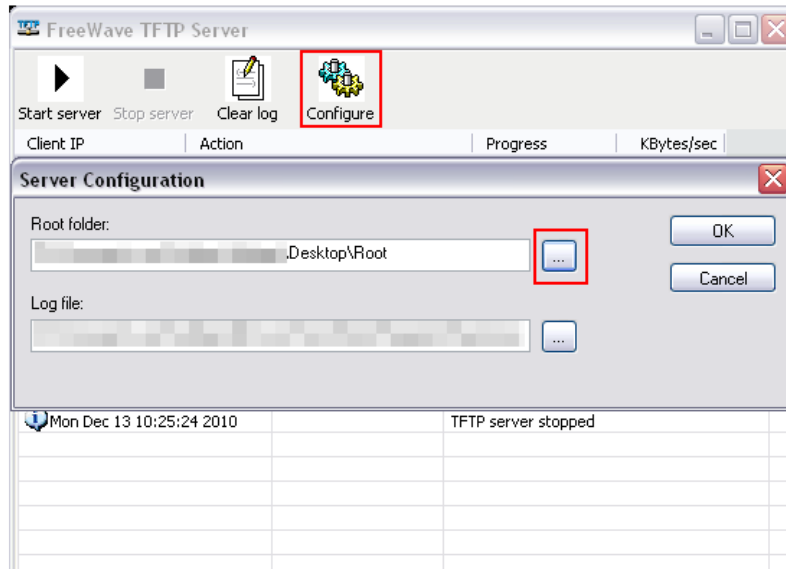 FreeWave TFTP Server
Start server Stop server Clear log Configure
Client IP Action Progress KBytes/sec
Server Configuration
Root folder:
.Desktop\Root ... OK
Cancel
Log file:
...
Mon Dec 13 10:25:24 2010 TFTP server stopped